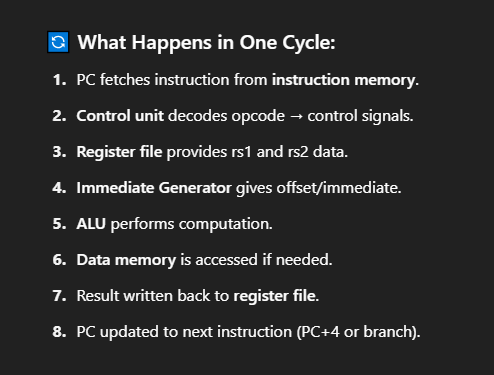 🔄 What Happens in One Cycle:
1. PC fetches instruction from instruction memory.
2. Control unit decodes opcode → control signals.
3. Register file provides rs1 and rs2 data.
4. Immediate Generator gives offset/immediate.
5. ALU performs computation.
6. Data memory is accessed if needed.
7. Result written back to register file.
8. PC updated to next instruction (PC+4 or branch).